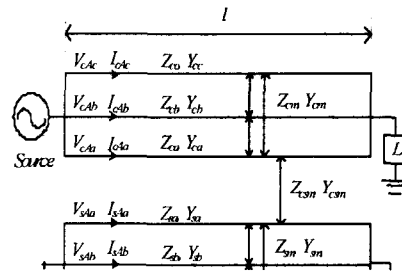 l
V_cAc I_cAc Z_cc Y_cc
V_cAb I_cAb Z_cb Y_cb Z_cm Y_cm
Source
V_cAa I_cAa Z_ca Y_ca
Z_csm Y_csm
V_sAa I_sAa Z_sa Y_sa
Z_sm Y_sm
V_sAb I_sAb Z_sb Y_sb